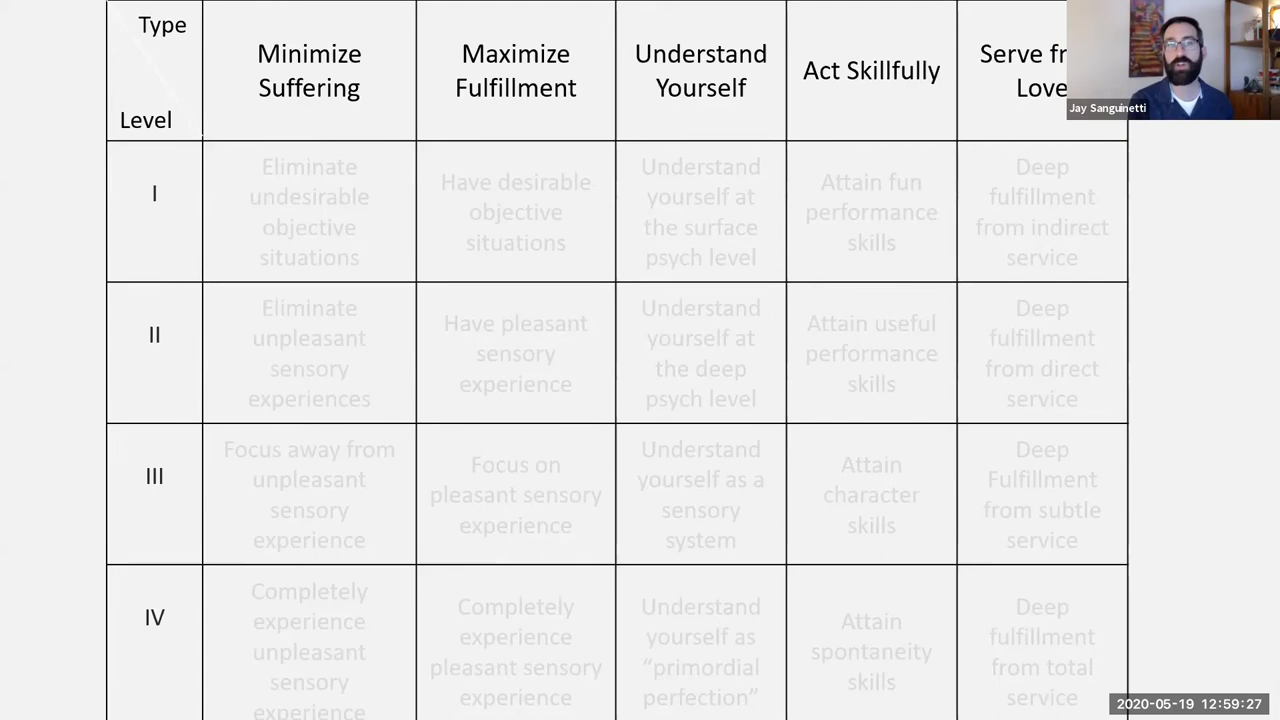 Type
Level
Minimize
Suffering
Maximize
Fulfillment
Understand
Yourself
Act Skillfully
Serve
Love
Jay Sanguinetti
I
Eliminate
undesirable
objective
situations
Have desirable
objective
situations
Understand
yourself at
the surface
psych level
Attain fun
performance
skills
Deep
fulfillment
from indirect
service
II
Eliminate
unpleasant
sensory
experiences
Have pleasant
sensory
experience
Understand
yourself at
the deep
psych level
Attain useful
performance
skills
Deep
fulfillment
from direct
service
III
Focus away from
unpleasant
sensory
experience
Focus on
pleasant sensory
experience
Understand
yourself as a
sensory
system
Attain
character
skills
Deep
Fulfillment
from subtle
service
IV
Completely
experience
unpleasant
sensory
experience
Completely
experience
pleasant sensory
experience
Understand
yourself as
“primordial
perfection”
Attain
spontaneity
skills
Deep
fulfillment
from total
service
2020-05-19 12:59:27